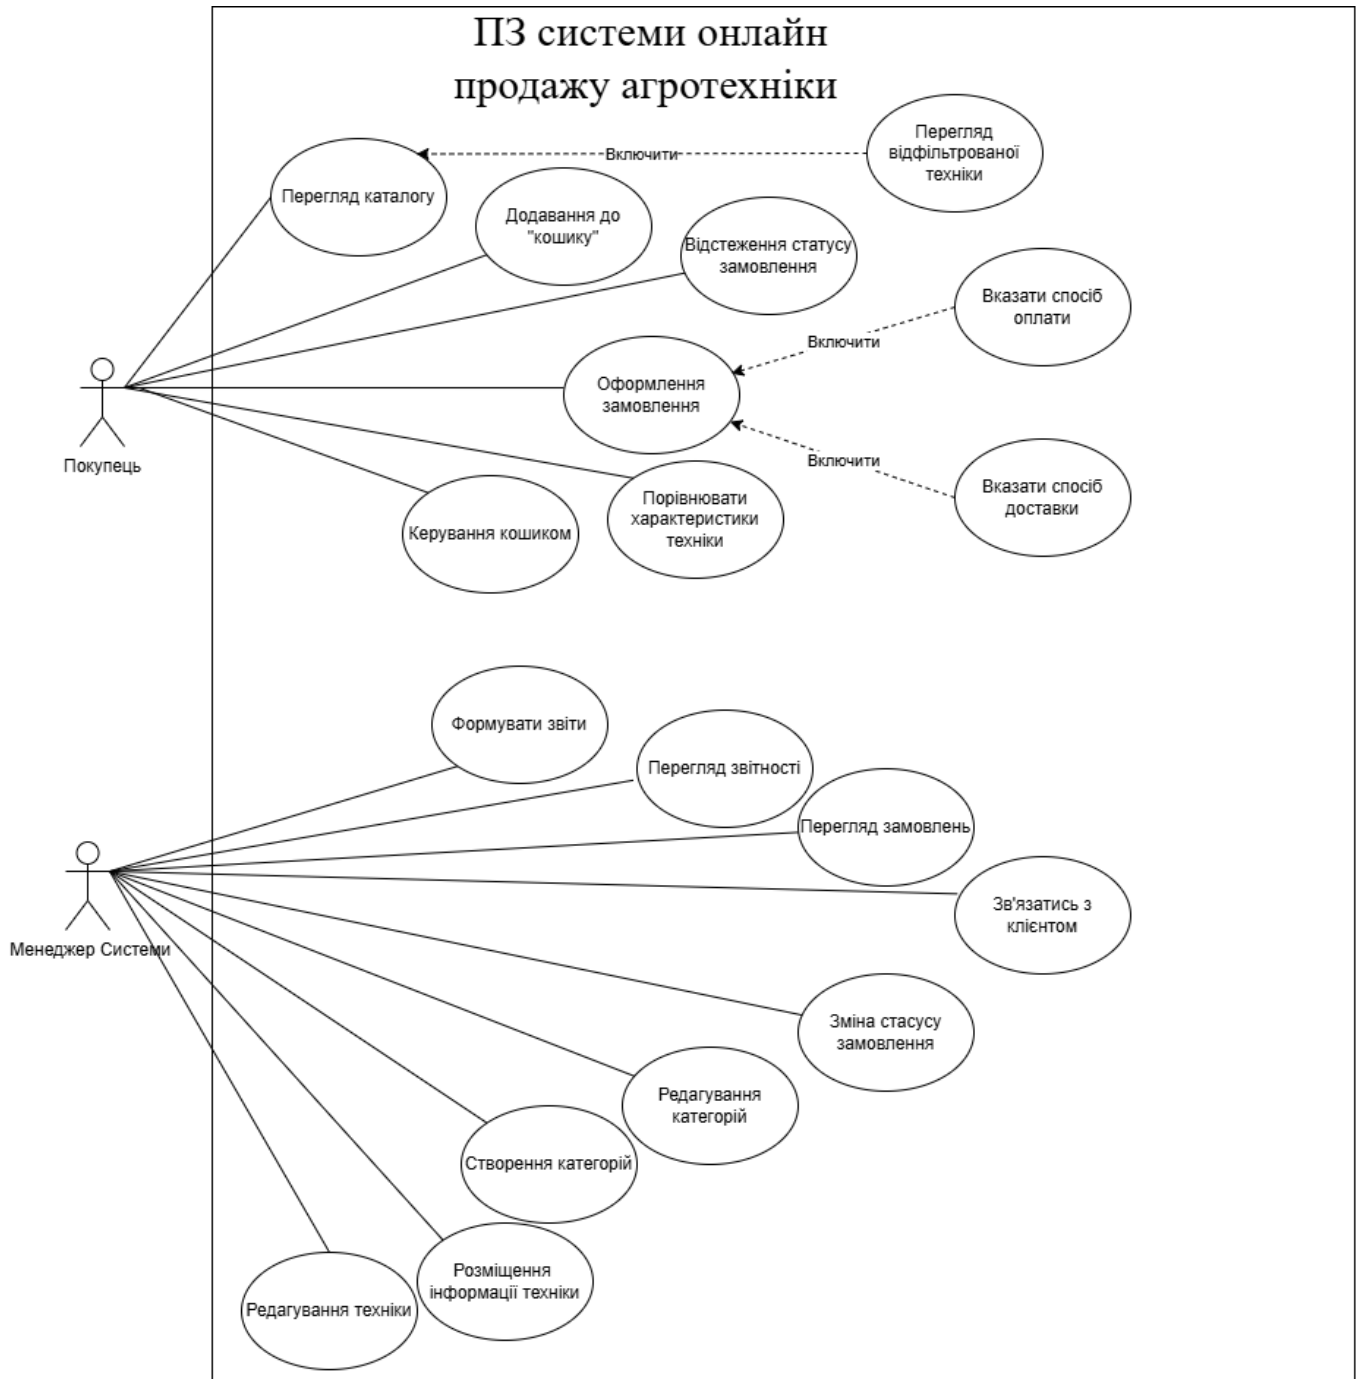 ПЗ системи онлайн
продажу агротехніки
Перегляд
відфільтрованої
техніки
Включити
Перегляд каталогу
Додавання до
"кошику"
Відстеження статусу
замовлення
Вказати спосіб
оплати
Включити
Оформлення
замовлення
Покупець
Включити
Вказати спосіб
доставки
Порівнювати
характеристики
техніки
Керування кошиком
Формувати звіти
Перегляд звітності
Перегляд замовлень
Зв'язатись з
клієнтом
Менеджер Системи
Зміна стасусу
замовлення
Редагування
категорій
Створення категорій
Розміщення
інформації техніки
Редагування техніки